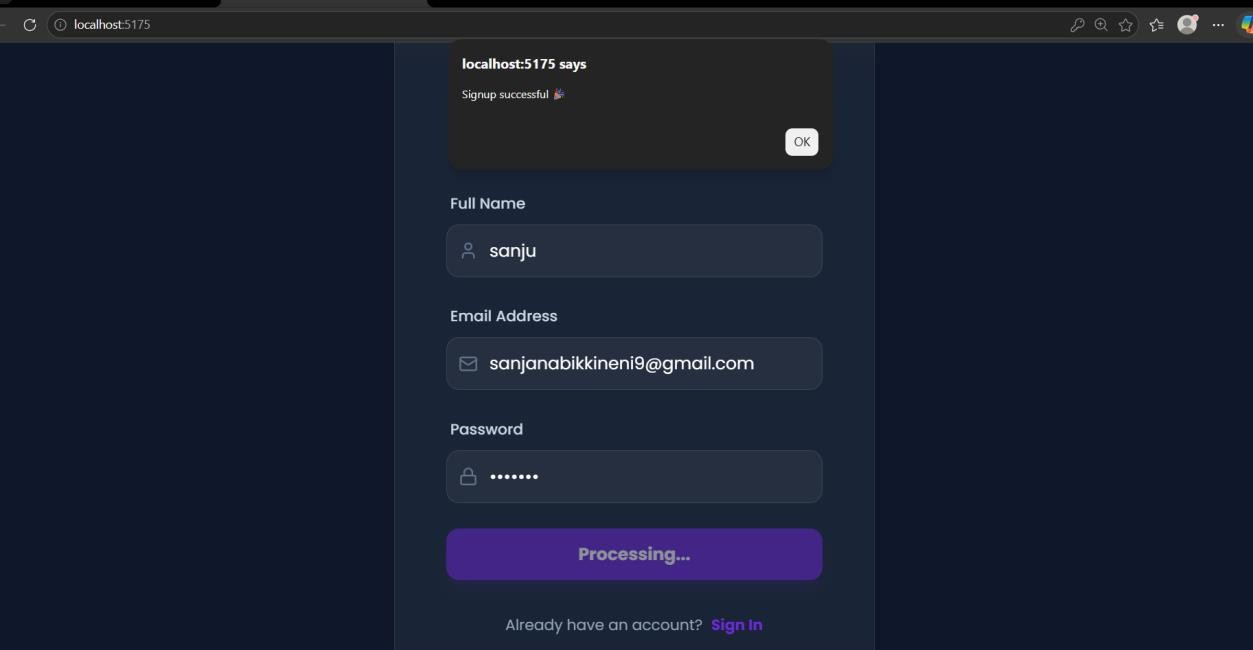 localhost:5175
localhost:5175 says
Signup successful 🎉
OK
Full Name
sanju
Email Address
sanjanabikkineni9@gmail.com
Password
•••••••
Processing...
Already have an account? Sign In